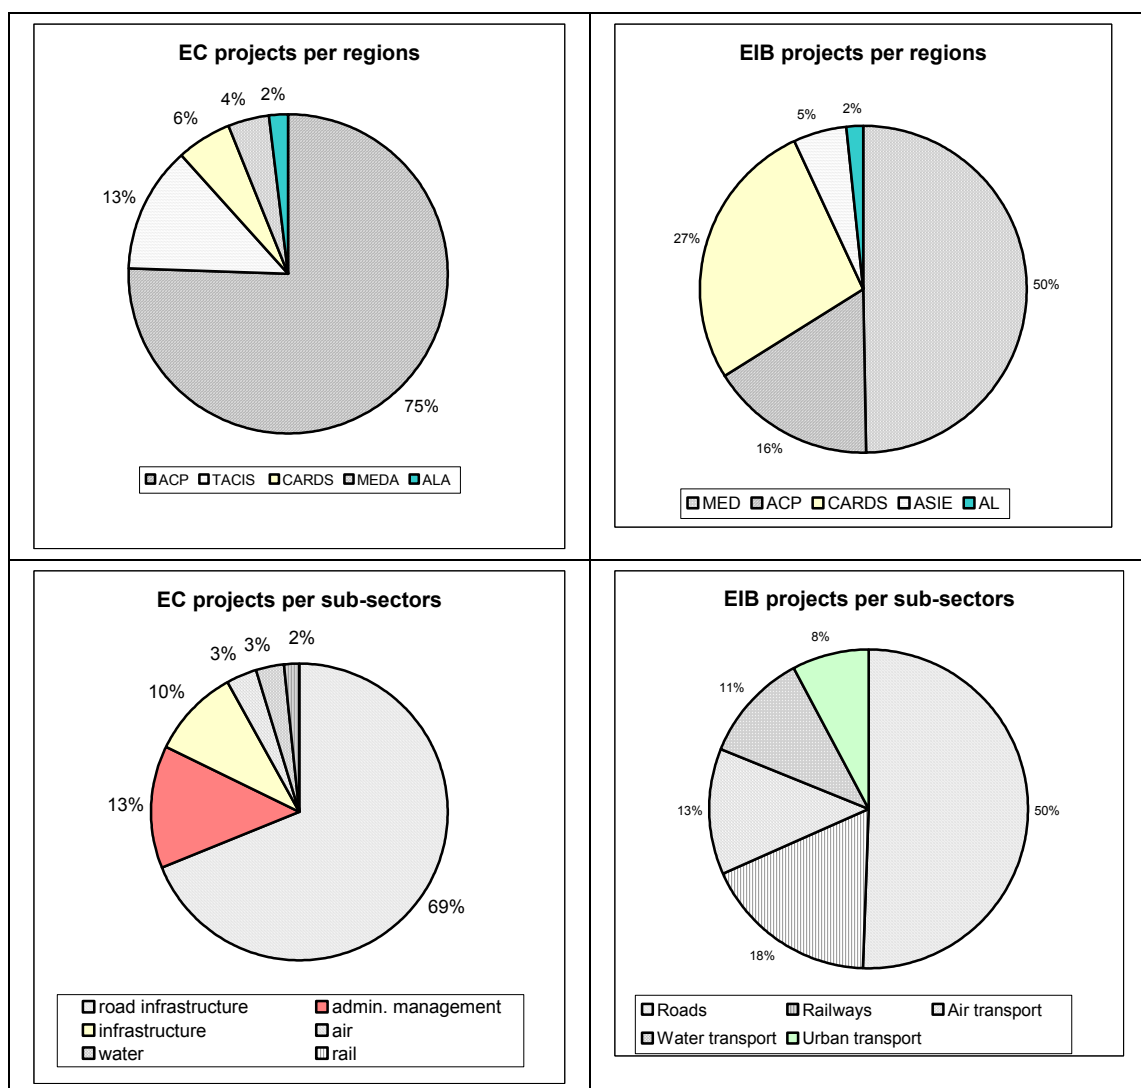 EC projects per regions
4% 2%
6%
13%
75%
ACP TACIS CARDS MEDA ALA
EIB projects per regions
5% 2%
27%
50%
16%
MED ACP CARDS ASIE AL
EC projects per sub-sectors
3% 3% 2%
10%
13%
69%
road infrastructure admin. management
infrastructure air
water rail
EIB projects per sub-sectors
8%
11%
13% 50%
18%
Roads Railways Air transport
Water transport Urban transport